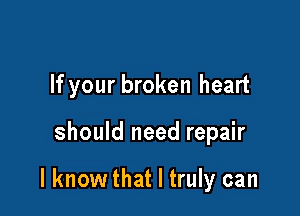 If your broken heart
should need repair
I know that I truly can